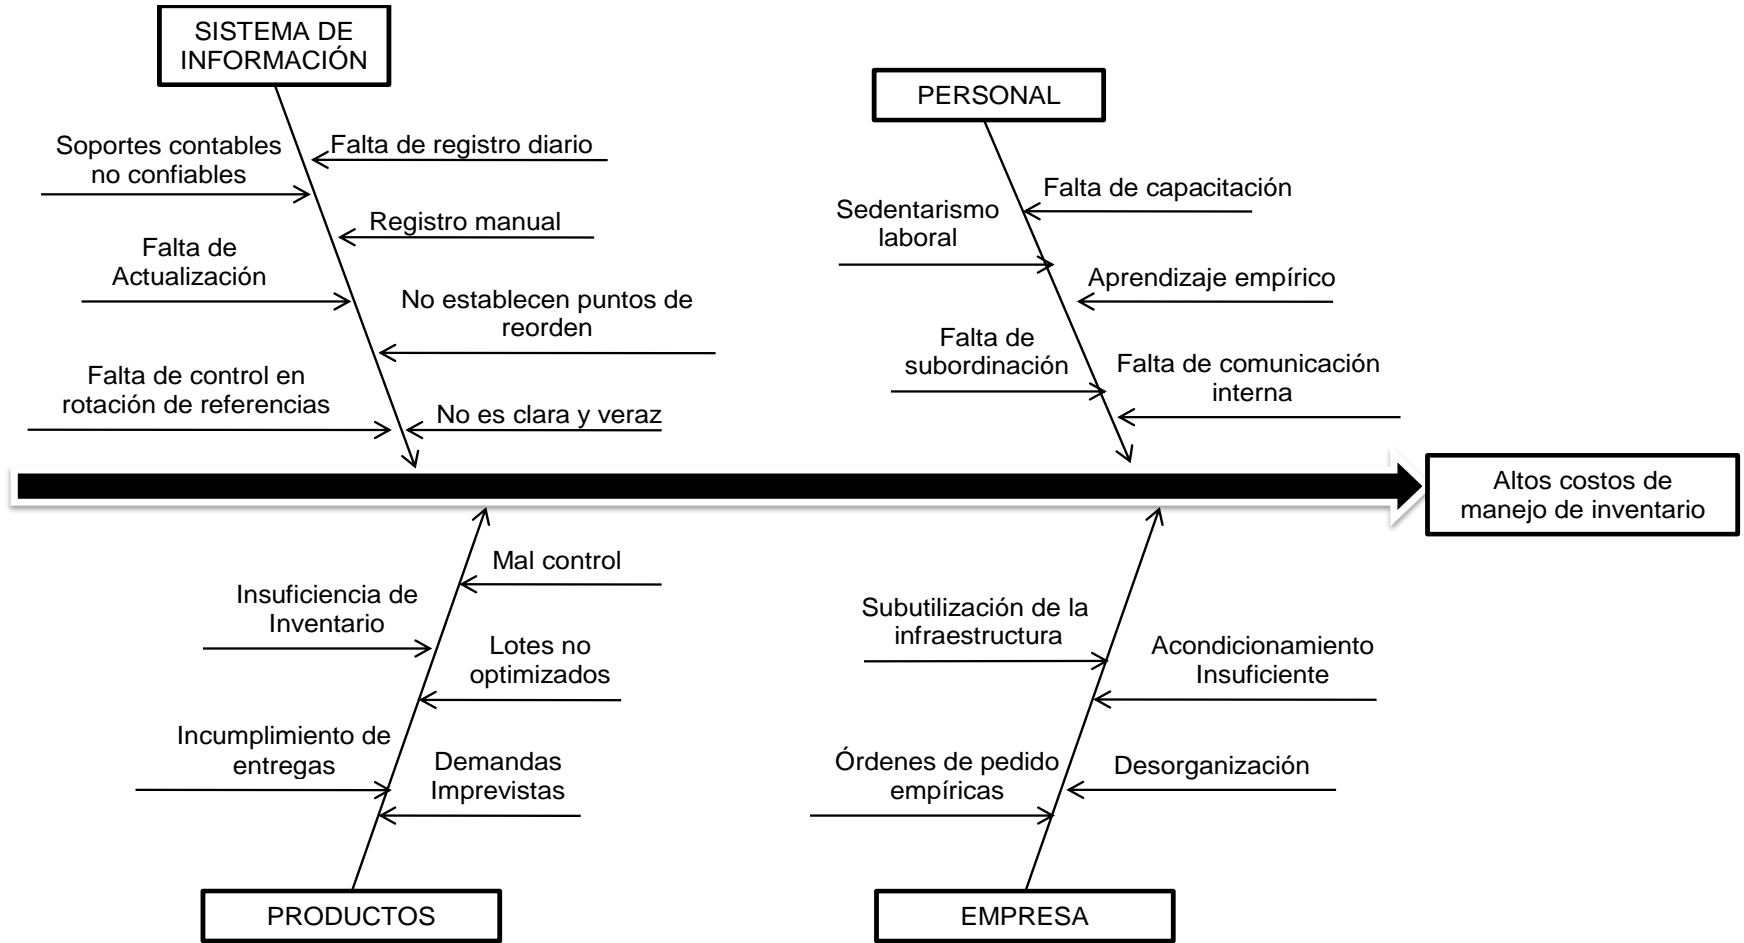 SISTEMA DE
INFORMACIÓN
PERSONAL
Soportes contables
no confiables
Falta de registro diario
Registro manual
Falta de
Actualización
No establecen puntos de
reorden
Falta de control en
rotación de referencias
No es clara y veraz
Falta de capacitación
Sedentarismo
laboral
Aprendizaje empírico
Falta de
subordinación
Falta de comunicación
interna
Altos costos de
manejo de inventario
Mal control
Insuficiencia de
Inventario
Lotes no
optimizados
Incumplimiento de
entregas
Demandas
Imprevistas
Subutilización de la
infraestructura
Acondicionamiento
Insuficiente
Órdenes de pedido
empíricas
Desorganización
PRODUCTOS
EMPRESA